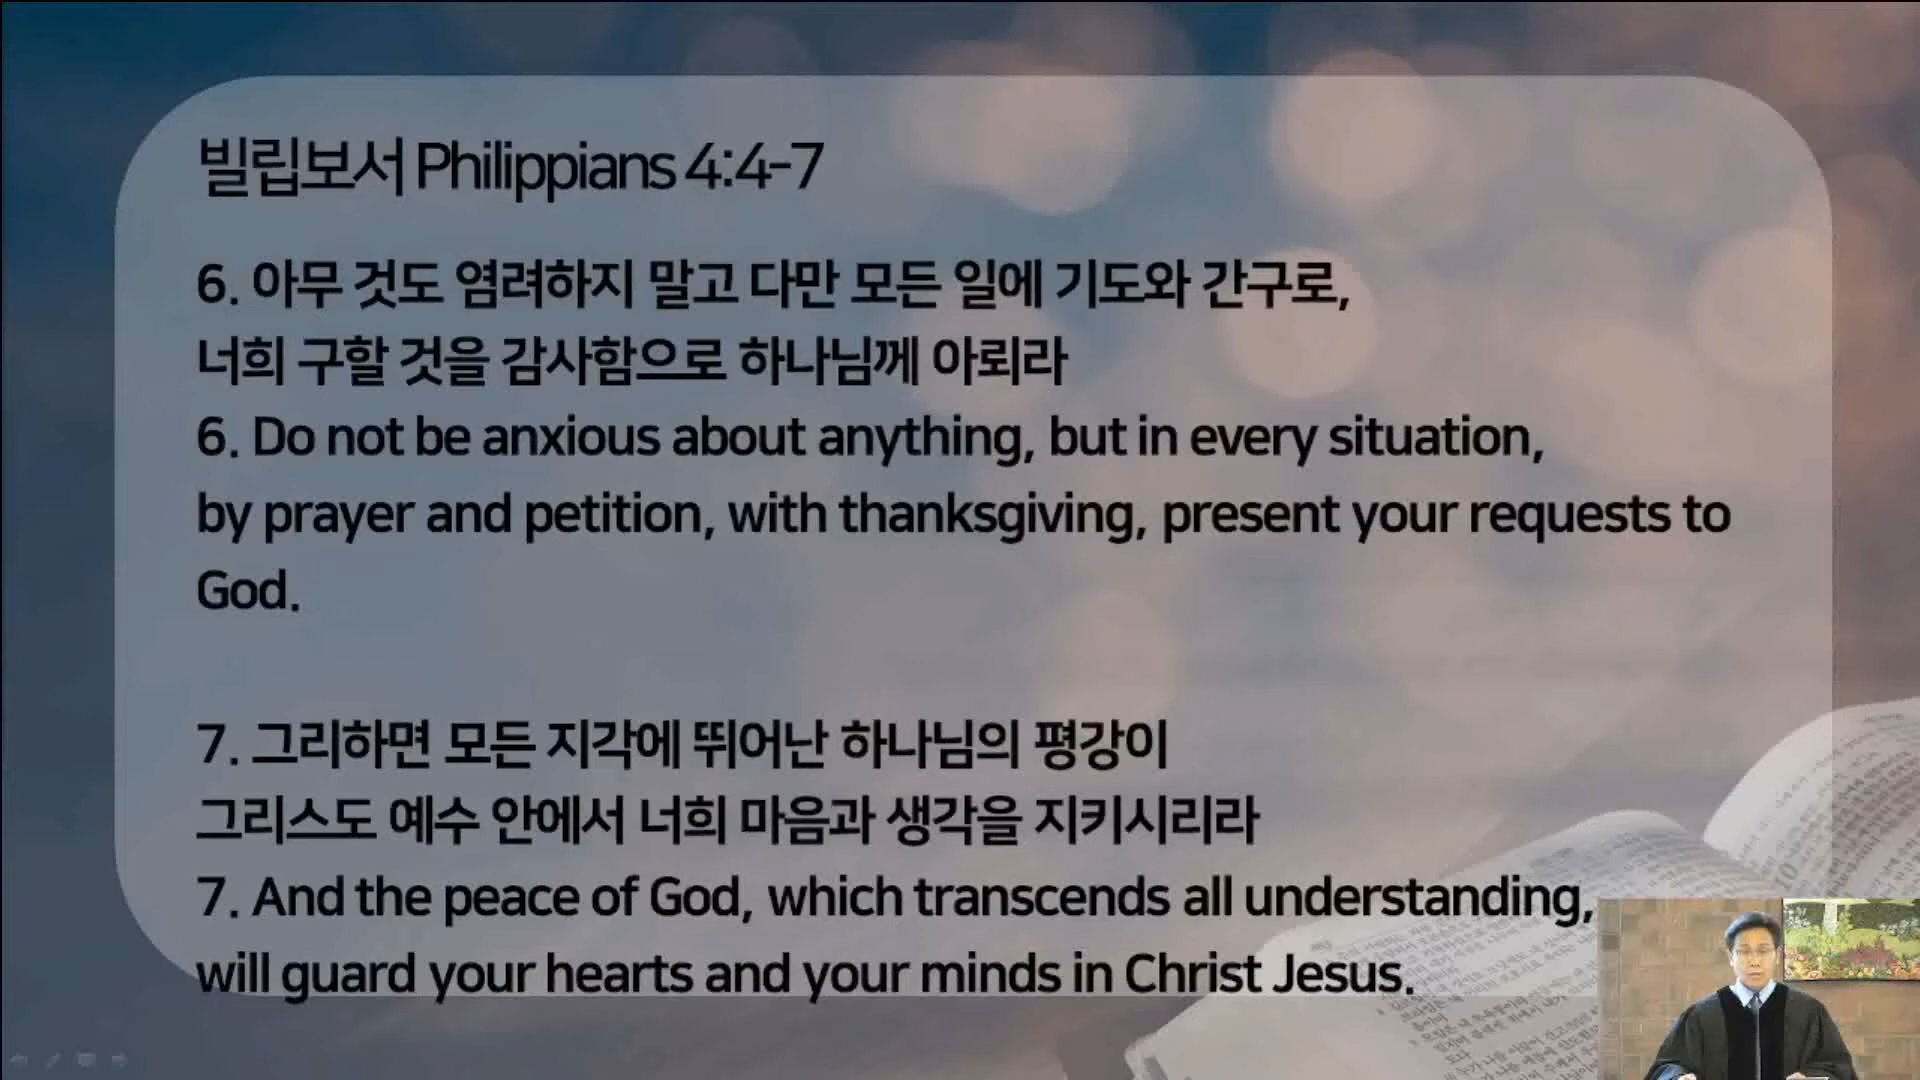 빌립보서 Philippians 4:4-7
6. 아무 것도 염려하지 말고 다만 모든 일에 기도와 간구로,
너희 구할 것을 감사함으로 하나님께 아뢰라
6. Do not be anxious about anything, but in every situation,
by prayer and petition, with thanksgiving, present your requests to
God.
7. 그리하면 모든 지각에 뛰어난 하나님의 평강이
그리스도 예수 안에서 너희 마음과 생각을 지키시리라
7. And the peace of God, which transcends all understanding,
will guard your hearts and your minds in Christ Jesus.